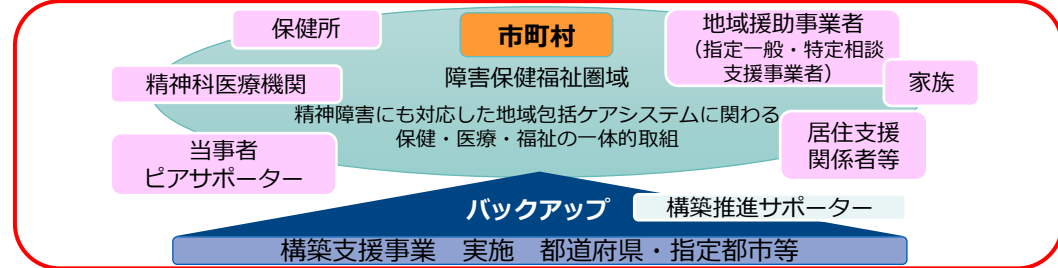 保健所
市町村
地域援助事業者
（指定一般・特定相談
支援事業者）
障害保健福祉圏域
精神科医療機関
家族
精神障害にも対応した地域包括ケアシステムに関わる
保健・医療・福祉の一体的取組
居住支援
関係者等
当事者
ピアサポーター
バックアップ
構築推進サポーター
構築支援事業　実施　都道府県・指定都市等